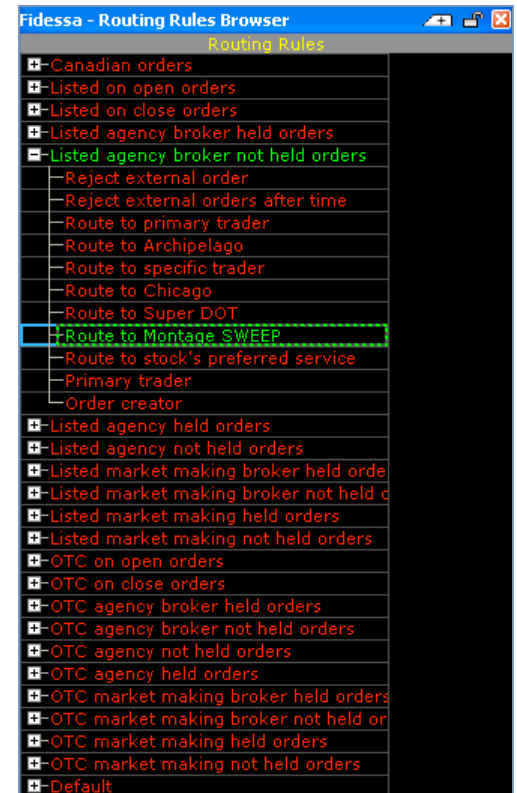 Fidessa - Routing Rules Browser
Routing Rules
Canadian orders
Listed on open orders
Listed on close orders
Listed agency broker held orders
Listed agency broker not held orders
Reject external order
Reject external orders after time
Route to primary trader
Route to Archipelago
Route to specific trader
Route to Chicago
Route to Super DOT
Route to Montage SWEEP
Route to stock's preferred service
Primary trader
Order creator
Listed agency held orders
Listed agency not held orders
Listed market making broker held orde
Listed market making broker not held o
Listed market making held orders
Listed market making not held orders
OTC on open orders
OTC on close orders
OTC agency broker held orders
OTC agency broker not held orders
OTC agency not held orders
OTC agency held orders
OTC market making broker held orders
OTC market making broker not held or
OTC market making held orders
OTC market making not held orders
Default